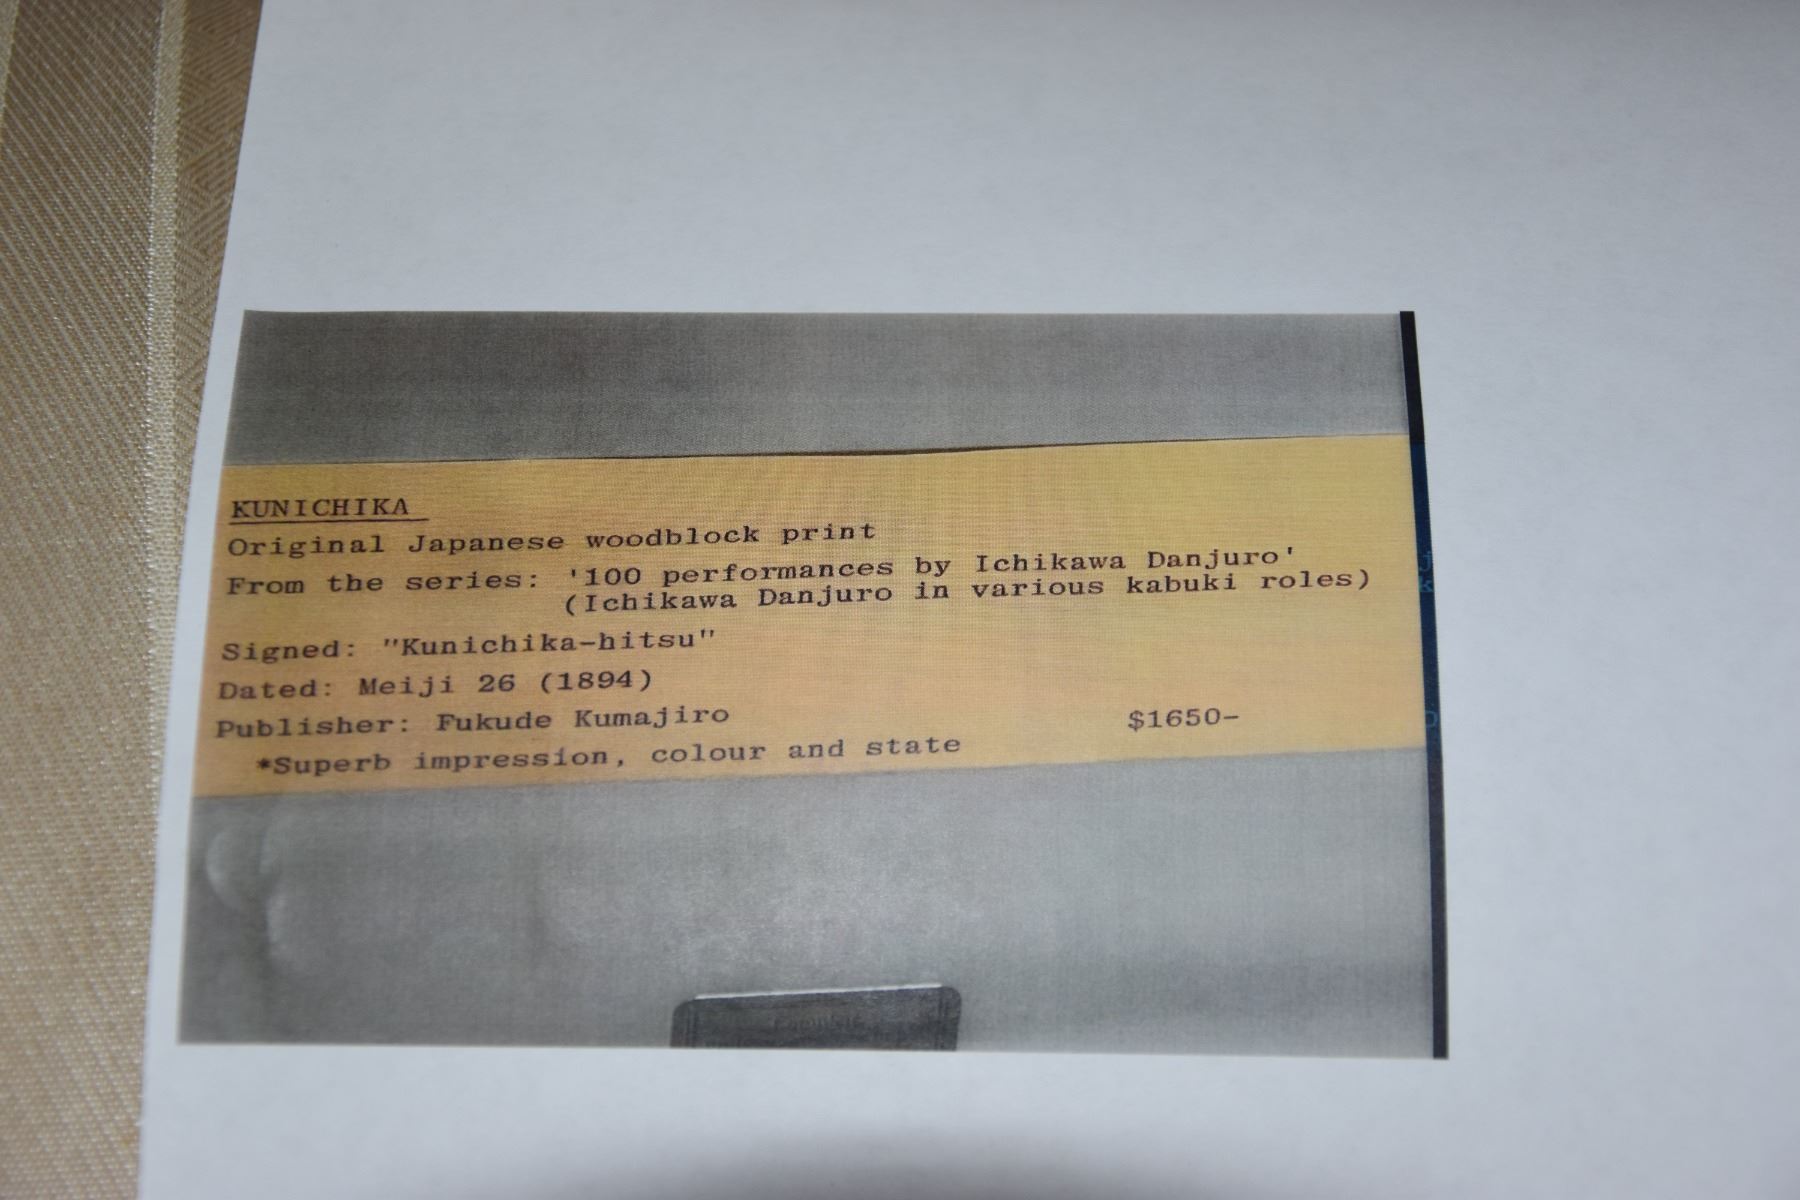 KUNICHIKA
Original Japanese woodblock print
From the series: '100 performances by Ichikawa Danjuro'
(Ichikawa Danjuro in various kabuki roles)
Signed: "Kunichika-hitsu"
Dated: Meiji 26 (1894)
Publisher: Fukude Kumajiro
$1650-
*Superb impression, colour and state